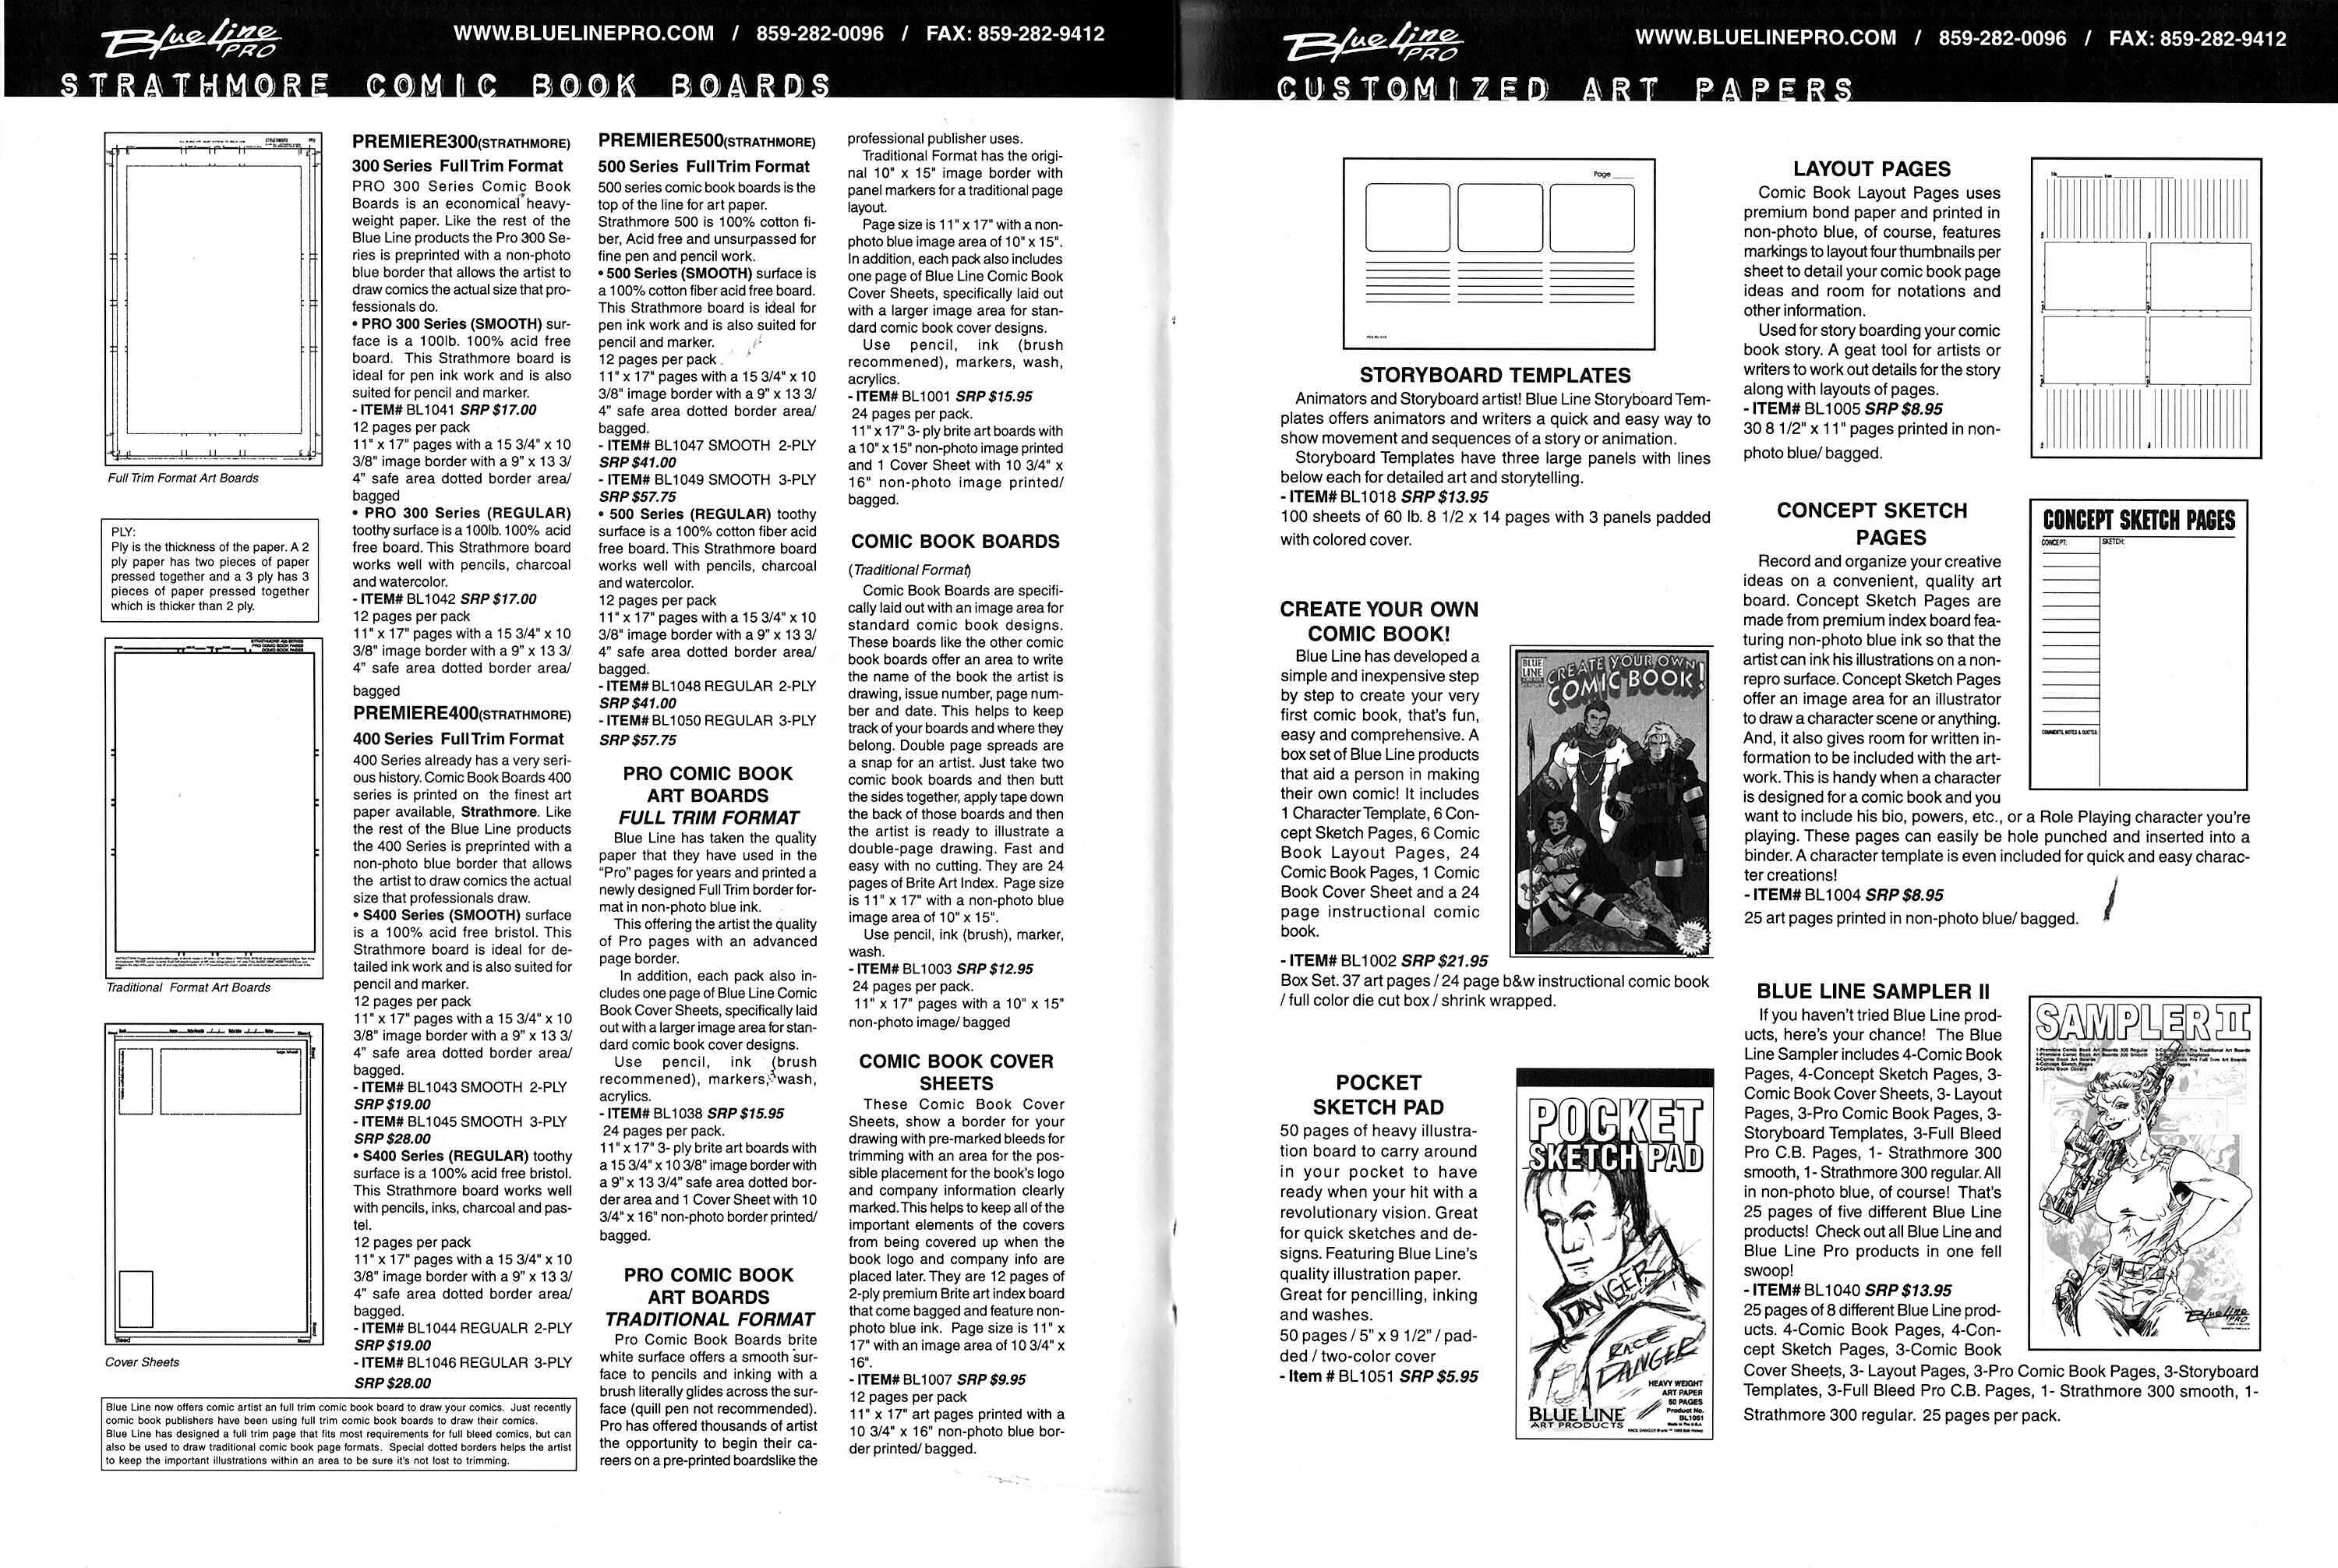 Blue Line PRO
WWW.BLUELINEPRO.COM / 859-282-0096 / FAX: 859-282-9412
STRATHMORE COMIC BOOK BOARDS
Full Trim Format Art Boards
PLY:
Ply is the thickness of the paper. A 2
ply paper has two pieces of paper
pressed together and a 3 ply has 3
pieces of paper pressed together
which is thicker than 2 ply.
Traditional Format Art Boards
Cover Sheets
PREMIERE300(STRATHMORE)
300 Series Full Trim Format
PRO 300 Series Comic Book
Boards is an economical heavy-
weight paper. Like the rest of the
Blue Line products the Pro 300 Se-
ries is preprinted with a non-photo
blue border that allows the artist to
draw comics the actual size that pro-
fessionals do.
• PRO 300 Series (SMOOTH) sur-
face is a 100lb. 100% acid free
board. This Strathmore board is
ideal for pen ink work and is also
suited for pencil and marker.
- ITEM# BL1041 SRP $17.00
12 pages per pack
11" x 17" pages with a 15 3/4" x 10
3/8" image border with a 9" x 13 3/
4" safe area dotted border area/
bagged
• PRO 300 Series (REGULAR)
toothy surface is a 100lb. 100% acid
free board. This Strathmore board
works well with pencils, charcoal
and watercolor.
- ITEM# BL1042 SRP $17.00
12 pages per pack
11" x 17" pages with a 15 3/4" x 10
3/8" image border with a 9" x 13 3/
4" safe area dotted border area/
bagged
PREMIERE400(STRATHMORE)
400 Series Full Trim Format
400 Series already has a very seri-
ous history. Comic Book Boards 400
series is printed on the finest art
paper available, Strathmore. Like
the rest of the Blue Line products
the 400 Series is preprinted with a
non-photo blue border that allows
the artist to draw comics the actual
size that professionals draw.
• S400 Series (SMOOTH) surface
is a 100% acid free bristol. This
Strathmore board is ideal for de-
tailed ink work and is also suited for
pencil and marker.
12 pages per pack
11" x 17" pages with a 15 3/4" x 10
3/8" image border with a 9" x 13 3/
4" safe area dotted border area/
bagged.
- ITEM# BL1043 SMOOTH 2-PLY
SRP $19.00
- ITEM# BL1045 SMOOTH 3-PLY
SRP $28.00
• S400 Series (REGULAR) toothy
surface is a 100% acid free bristol.
This Strathmore board works well
with pencils, inks, charcoal and pas-
tel.
12 pages per pack
11" x 17" pages with a 15 3/4" x 10
3/8" image border with a 9" x 13 3/
4" safe area dotted border area/
bagged.
- ITEM# BL1044 REGUALR 2-PLY
SRP $19.00
- ITEM# BL1046 REGULAR 3-PLY
SRP $28.00
Blue Line now offers comic artist an full trim comic book board to draw your comics. Just recently
comic book publishers have been using full trim comic book boards to draw their comics.
Blue Line has designed a full trim page that fits most requirements for full bleed comics, but can
also be used to draw traditional comic book page formats. Special dotted borders helps the artist
to keep the important illustrations within an area to be sure it's not lost to trimming.
PREMIERE500(STRATHMORE)
500 Series Full Trim Format
500 series comic book boards is the
top of the line for art paper.
Strathmore 500 is 100% cotton fi-
ber, Acid free and unsurpassed for
fine pen and pencil work.
• 500 Series (SMOOTH) surface is
a 100% cotton fiber acid free board.
This Strathmore board is ideal for
pen ink work and is also suited for
pencil and marker.
12 pages per pack
11" x 17" pages with a 15 3/4" x 10
3/8" image border with a 9" x 13 3/
4" safe area dotted border area/
bagged.
- ITEM# BL1047 SMOOTH 2-PLY
SRP $41.00
- ITEM# BL1049 SMOOTH 3-PLY
SRP $57.75
• 500 Series (REGULAR) toothy
surface is a 100% cotton fiber acid
free board. This Strathmore board
works well with pencils, charcoal
and watercolor.
12 pages per pack
11" x 17" pages with a 15 3/4" x 10
3/8" image border with a 9" x 13 3/
4" safe area dotted border area/
bagged.
- ITEM# BL1048 REGULAR 2-PLY
SRP $41.00
- ITEM# BL1050 REGULAR 3-PLY
SRP $57.75
PRO COMIC BOOK
ART BOARDS
FULL TRIM FORMAT
Blue Line has taken the quality
paper that they have used in the
"Pro" pages for years and printed a
newly designed Full Trim border for-
mat in non-photo blue ink.
This offering the artist the quality
of Pro pages with an advanced
page border.
In addition, each pack also in-
cludes one page of Blue Line Comic
Book Cover Sheets, specifically laid
out with a larger image area for stan-
dard comic book cover designs.
Use pencil, ink (brush
recommened), markers, wash,
acrylics.
- ITEM# BL1038 SRP $15.95
24 pages per pack.
11" x 17" 3- ply brite art boards with
a 15 3/4" x 10 3/8" image border with
a 9" x 13 3/4" safe area dotted bor-
der area and 1 Cover Sheet with 10
3/4" x 16" non-photo border printed/
bagged.
PRO COMIC BOOK
ART BOARDS
TRADITIONAL FORMAT
Pro Comic Book Boards brite
white surface offers a smooth sur-
face to pencils and inking with a
brush literally glides across the sur-
face (quill pen not recommended).
Pro has offered thousands of artist
the opportunity to begin their ca-
reers on a pre-printed boardslike the
professional publisher uses.
Traditional Format has the origi-
nal 10" x 15" image border with
panel markers for a traditional page
layout.
Page size is 11" x 17" with a non-
photo blue image area of 10" x 15".
In addition, each pack also includes
one page of Blue Line Comic Book
Cover Sheets, specifically laid out
with a larger image area for stan-
dard comic book cover designs.
Use pencil, ink (brush
recommened), markers, wash,
acrylics.
- ITEM# BL1001 SRP $15.95
24 pages per pack.
11" x 17" 3- ply brite art boards with
a 10" x 15" non-photo image printed
and 1 Cover Sheet with 10 3/4" x
16" non-photo image printed/
bagged.
COMIC BOOK BOARDS
(Traditional Format)
Comic Book Boards are specifi-
cally laid out with an image area for
standard comic book designs.
These boards like the other comic
book boards offer an area to write
the name of the book the artist is
drawing, issue number, page num-
ber and date. This helps to keep
track of your boards and where they
belong. Double page spreads are
a snap for an artist. Just take two
comic book boards and then butt
the sides together, apply tape down
the back of those boards and then
the artist is ready to illustrate a
double-page drawing. Fast and
easy with no cutting. They are 24
pages of Brite Art Index. Page size
is 11" x 17" with a non-photo blue
image area of 10" x 15".
Use pencil, ink (brush), marker,
wash.
- ITEM# BL1003 SRP $12.95
24 pages per pack.
11" x 17" pages with a 10" x 15"
non-photo image/ bagged
COMIC BOOK COVER
SHEETS
These Comic Book Cover
Sheets, show a border for your
drawing with pre-marked bleeds for
trimming with an area for the pos-
sible placement for the book's logo
and company information clearly
marked. This helps to keep all of the
important elements of the covers
from being covered up when the
book logo and company info are
placed later. They are 12 pages of
2-ply premium Brite art index board
that come bagged and feature non-
photo blue ink. Page size is 11" x
17" with an image area of 10 3/4" x
16".
- ITEM# BL1007 SRP $9.95
12 pages per pack
11" x 17" art pages printed with a
10 3/4" x 16" non-photo blue bor-
der printed/ bagged.
Blue Line PRO
WWW.BLUELINEPRO.COM / 859-282-0096 / FAX: 859-282-9412
CUSTOMIZED ART PAPERS
Page
STORYBOARD TEMPLATES
Animators and Storyboard artist! Blue Line Storyboard Tem-
plates offers animators and writers a quick and easy way to
show movement and sequences of a story or animation.
Storyboard Templates have three large panels with lines
below each for detailed art and storytelling.
- ITEM# BL1018 SRP $13.95
100 sheets of 60 lb. 8 1/2 x 14 pages with 3 panels padded
with colored cover.
CREATE YOUR OWN
COMIC BOOK!
Blue Line has developed a
simple and inexpensive step
by step to create your very
first comic book, that's fun,
easy and comprehensive. A
box set of Blue Line products
that aid a person in making
their own comic! It includes
1 Character Template, 6 Con-
cept Sketch Pages, 6 Comic
Book Layout Pages, 24
Comic Book Pages, 1 Comic
Book Cover Sheet and a 24
page instructional comic
book.
- ITEM# BL1002 SRP $21.95
Box Set. 37 art pages / 24 page b&w instructional comic book
/ full color die cut box / shrink wrapped.
BLUE
LINE
CREATE YOUR OWN
COMIC BOOK!
POCKET
SKETCH PAD
50 pages of heavy illustra-
tion board to carry around
in your pocket to have
ready when your hit with a
revolutionary vision. Great
for quick sketches and de-
signs. Featuring Blue Line's
quality illustration paper.
Great for pencilling, inking
and washes.
50 pages / 5" x 9 1/2" / pad-
ded / two-color cover
- Item # BL1051 SRP $5.95
POCKET
SKETCH PAD
DANGER
RACE
DANGER
HEAVY WEIGHT
ART PAPER
50 PAGES
Product No.
BL1051
Made in the U.S.A.
BLUE LINE
ART PRODUCTS
LAYOUT PAGES
Comic Book Layout Pages uses
premium bond paper and printed in
non-photo blue, of course, features
markings to layout four thumbnails per
sheet to detail your comic book page
ideas and room for notations and
other information.
Used for story boarding your comic
book story. A geat tool for artists or
writers to work out details for the story
along with layouts of pages.
- ITEM# BL1005 SRP $8.95
30 8 1/2" x 11" pages printed in non-
photo blue/ bagged.
CONCEPT SKETCH
PAGES
Record and organize your creative
ideas on a convenient, quality art
board. Concept Sketch Pages are
made from premium index board fea-
turing non-photo blue ink so that the
artist can ink his illustrations on a non-
repro surface. Concept Sketch Pages
offer an image area for an illustrator
to draw a character scene or anything.
And, it also gives room for written in-
formation to be included with the art-
work. This is handy when a character
is designed for a comic book and you
want to include his bio, powers, etc., or a Role Playing character you're
playing. These pages can easily be hole punched and inserted into a
binder. A character template is even included for quick and easy charac-
ter creations!
- ITEM# BL1004 SRP $8.95
25 art pages printed in non-photo blue/ bagged.
CONCEPT SKETCH PAGES
CONCEPT:
SKETCH:
COMMENTS, NOTES & QUOTES:
BLUE LINE SAMPLER II
If you haven't tried Blue Line prod-
ucts, here's your chance! The Blue
Line Sampler includes 4-Comic Book
Pages, 4-Concept Sketch Pages, 3-
Comic Book Cover Sheets, 3- Layout
Pages, 3-Pro Comic Book Pages, 3-
Storyboard Templates, 3-Full Bleed
Pro C.B. Pages, 1- Strathmore 300
smooth, 1- Strathmore 300 regular. All
in non-photo blue, of course! That's
25 pages of five different Blue Line
products! Check out all Blue Line and
Blue Line Pro products in one fell
swoop!
- ITEM# BL1040 SRP $13.95
25 pages of 8 different Blue Line prod-
ucts. 4-Comic Book Pages, 4-Con-
cept Sketch Pages, 3-Comic Book
Cover Sheets, 3- Layout Pages, 3-Pro Comic Book Pages, 3-Storyboard
Templates, 3-Full Bleed Pro C.B. Pages, 1- Strathmore 300 smooth, 1-
Strathmore 300 regular. 25 pages per pack.
SAMPLER II
Blue Line
PRO